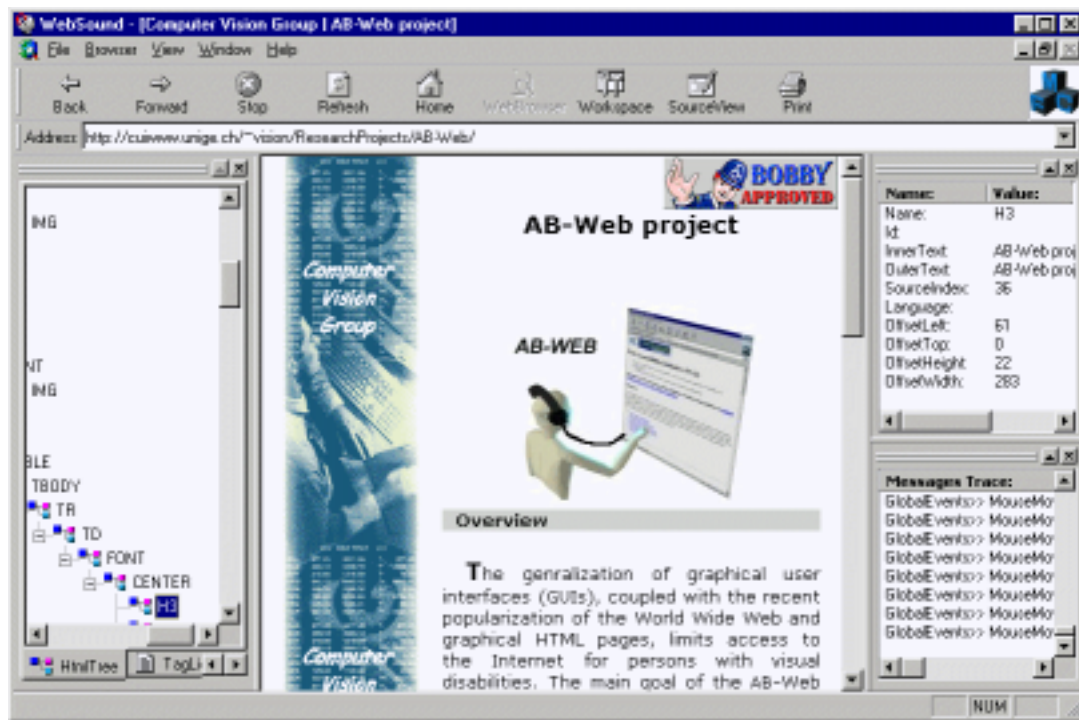 WebSound - [Computer Vision Group | AB-Web project]
File Browser View Window Help
Back Forward Stop Refresh Home WebBrowser Workspace SourceView Print
Address http://cuiwww.unige.ch/~vision/ResearchProjects/AB-Web/
IMG
IMG
TBODY
TR
TD
FONT
CENTER
H3
HtmlTree TagLi
Computer
Vision
Group
Computer
Vision
BOBBY
APPROVED
AB-Web project
AB-WEB
Overview
The genralization of graphical user
interfaces (GUIs), coupled with the recent
popularization of the World Wide Web and
graphical HTML pages, limits access to
the Internet for persons with visual
disabilities. The main goal of the AB-Web
Name: Value:
Name: H3
Id:
InnerText AB-Web proj
OuterText AB-Web proj
SourceIndex: 36
Language:
OffsetLeft: 61
OffsetTop: 0
OffsetHeight 22
OffsetWidth: 283
Messages Trace:
GlobalEvents>> MouseMo
GlobalEvents>> MouseMo
GlobalEvents>> MouseMo
GlobalEvents>> MouseMo
GlobalEvents>> MouseMo
GlobalEvents>> MouseMo
GlobalEvents>> MouseMo
GlobalEvents>> MouseMo
NUM